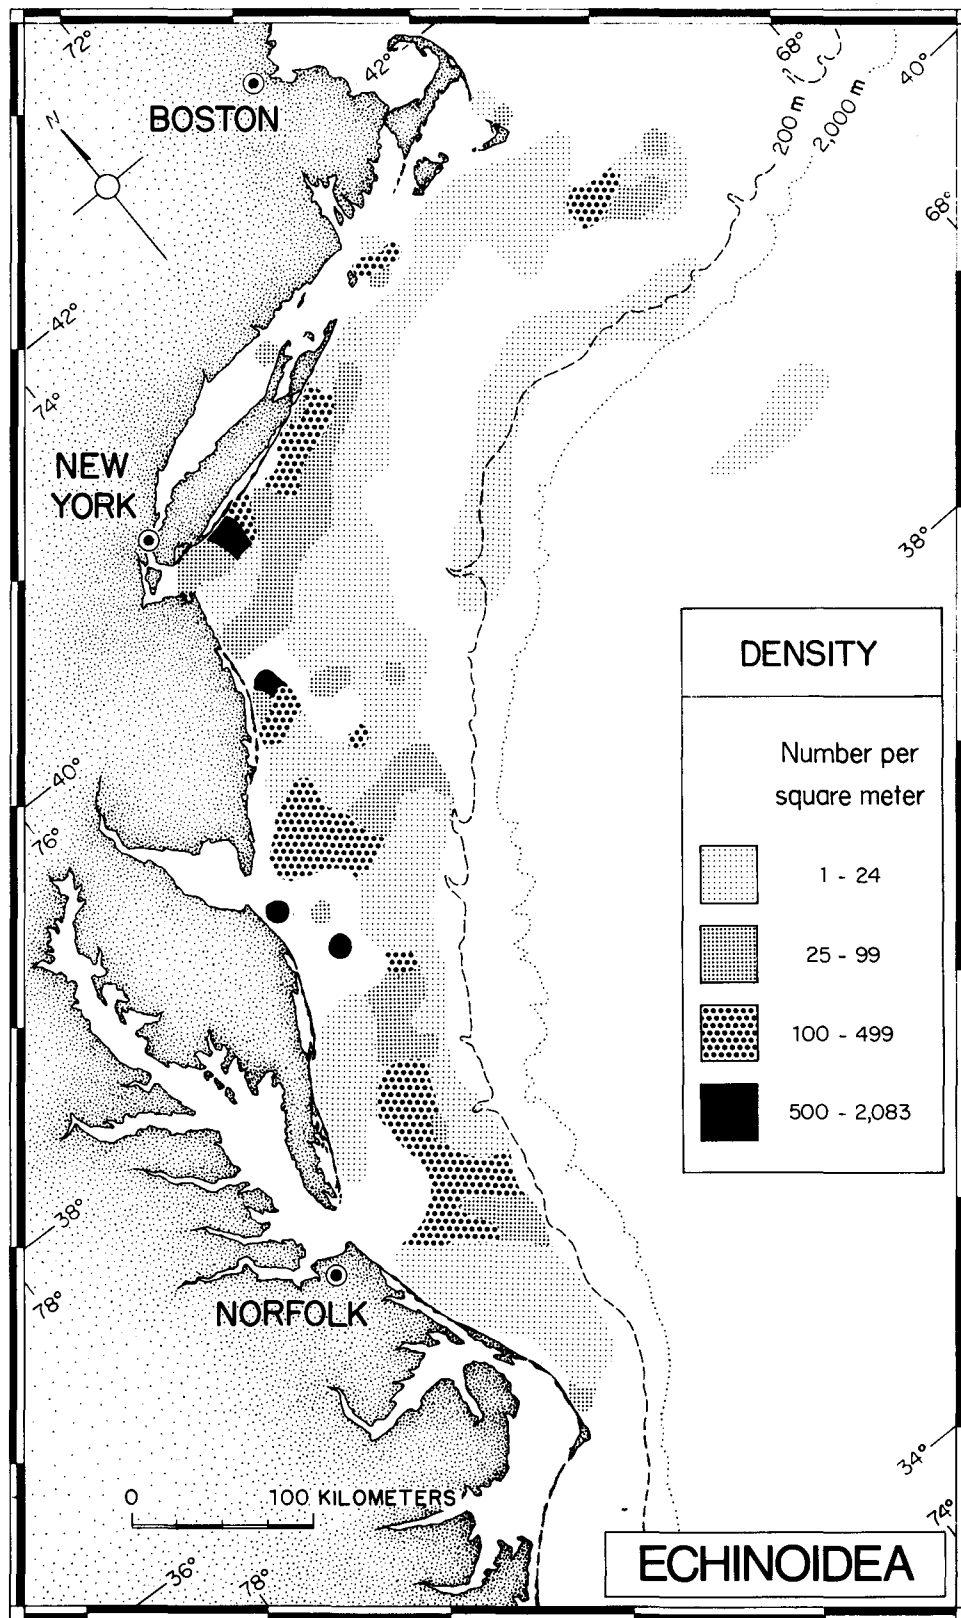 72°
42°
68°
40°
BOSTON
200 m
2,000 m
N
68°
42°
74°
NEW
YORK
38°
DENSITY
Number per
square meter
1 - 24
25 - 99
100 - 499
500 - 2,083
40°
76°
38°
78°
NORFOLK
34°
74°
0 100 KILOMETERS
36°
78°
ECHINOIDEA